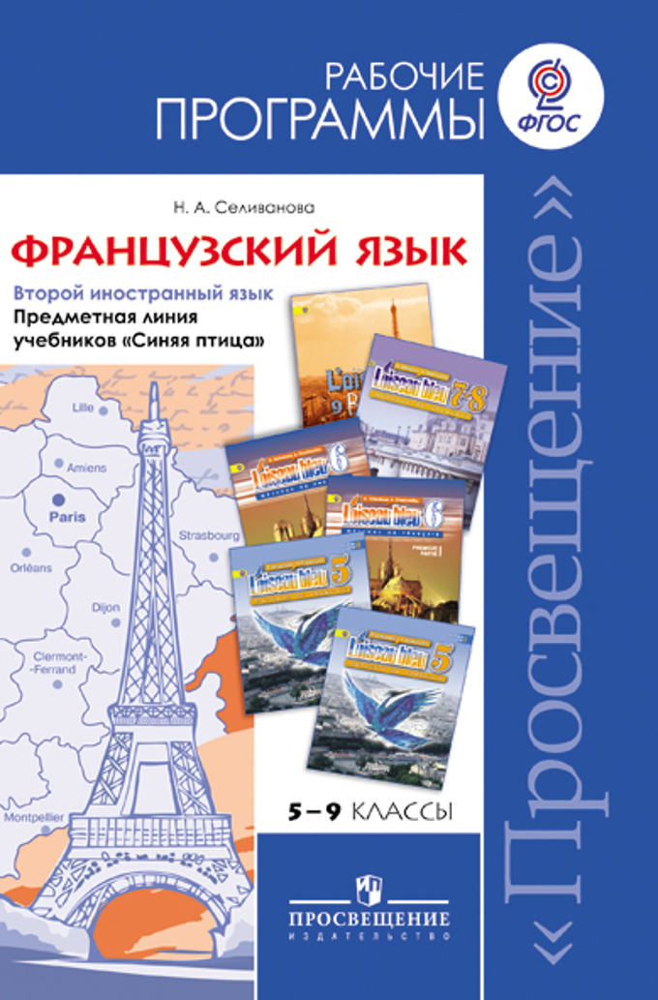 РАБОЧИЕ
ПРОГРАММЫ
ФГОС
Н. А. Селиванова
ФРАНЦУЗСКИЙ ЯЗЫК
Второй иностранный язык
Предметная линия
учебников «Синяя птица»
«Просвещение»
L'oiseau bleu 7-8
L'oiseau bleu 6
L'oiseau bleu 6
L'oiseau bleu 5
L'oiseau bleu 5
Lille
Amiens
Paris
Strasbourg
Orléans
Dijon
Clermont-
Ferrand
Montpellier
5–9 КЛАССЫ
ПРОСВЕЩЕНИЕ
ИЗДАТЕЛЬСТВО